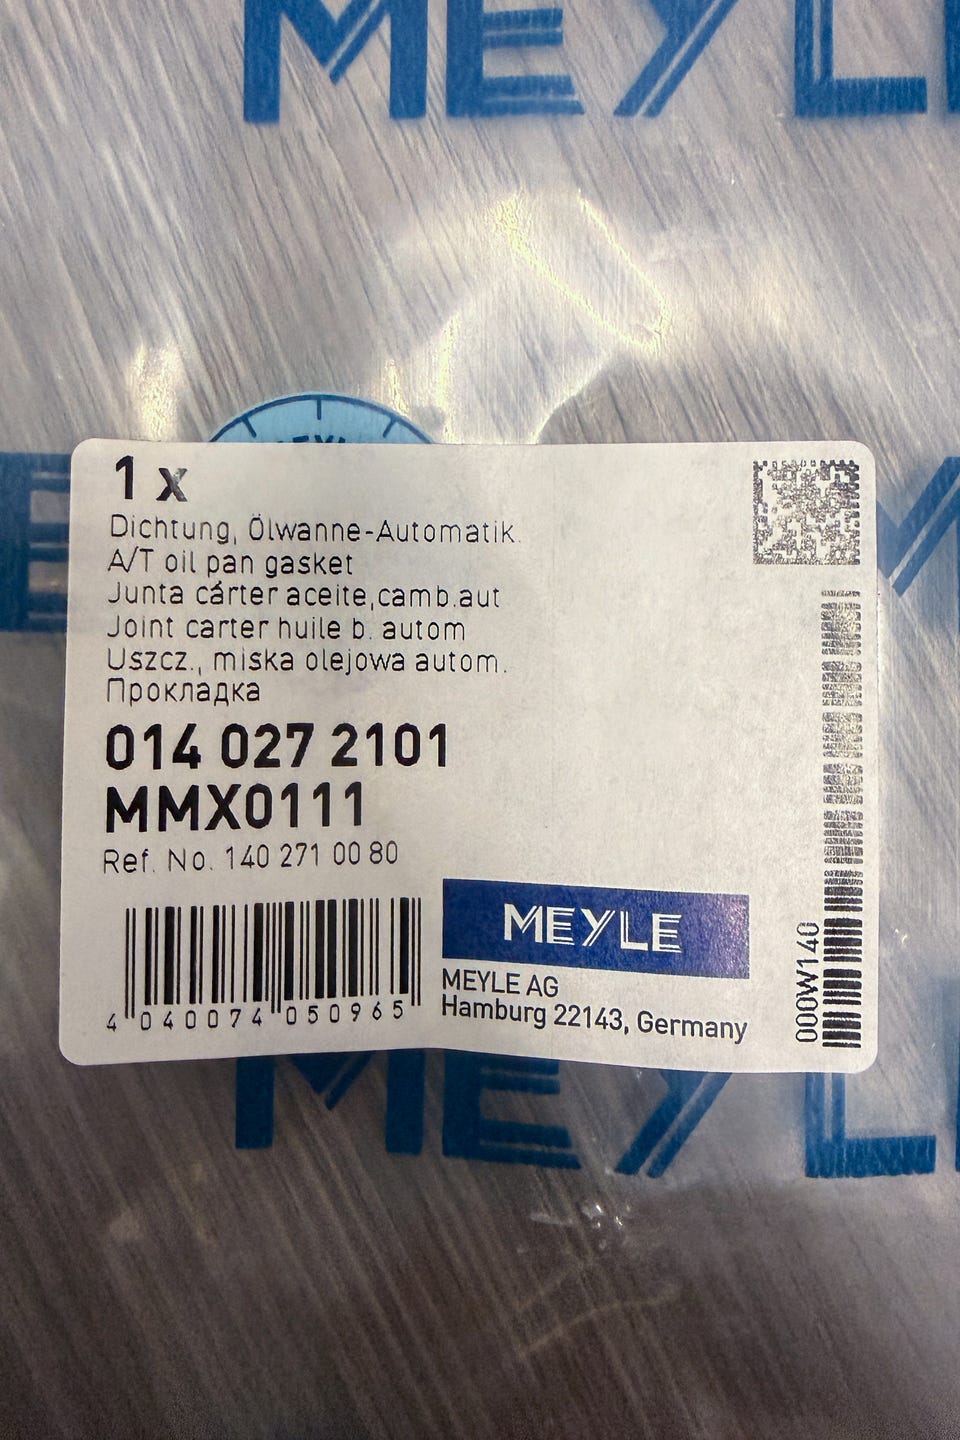 MEYLE
1 x
Dichtung, Ölwanne-Automatik.
A/T oil pan gasket
Junta cárter aceite,camb.aut
Joint carter huile b. autom
Uszcz., miska olejowa autom.
Прокладка
014 027 2101
MMX0111
Ref. No. 140 271 00 80
4 040074 050965
MEYLE
MEYLE AG
Hamburg 22143, Germany
000W140
MEYLE